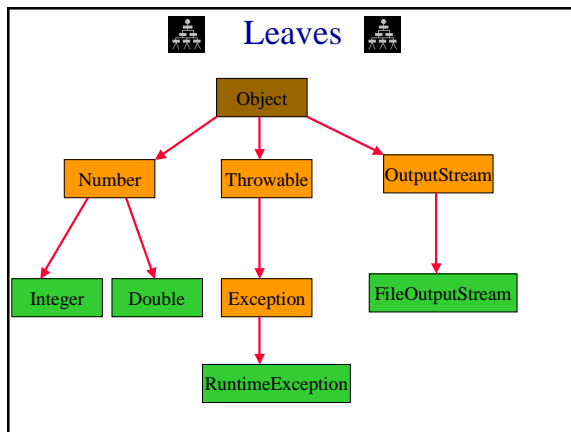 Leaves
Object
Number
Throwable
OutputStream
Integer
Double
Exception
FileOutputStream
RuntimeException